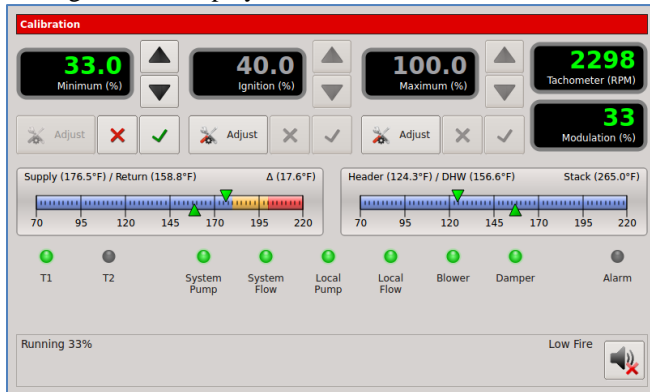 Calibration
33.0
Minimum (%)
40.0
Ignition (%)
100.0
Maximum (%)
2298
Tachometer (RPM)
33
Modulation (%)
Adjust
Adjust
Adjust
Supply (176.5°F) / Return (158.8°F) Δ (17.6°F)
70 95 120 145 170 195 220
Header (124.3°F) / DHW (156.6°F) Stack (265.0°F)
70 95 120 145 170 195 220
T1
T2
System
Pump
System
Flow
Local
Pump
Local
Flow
Blower
Damper
Alarm
Running 33%
Low Fire